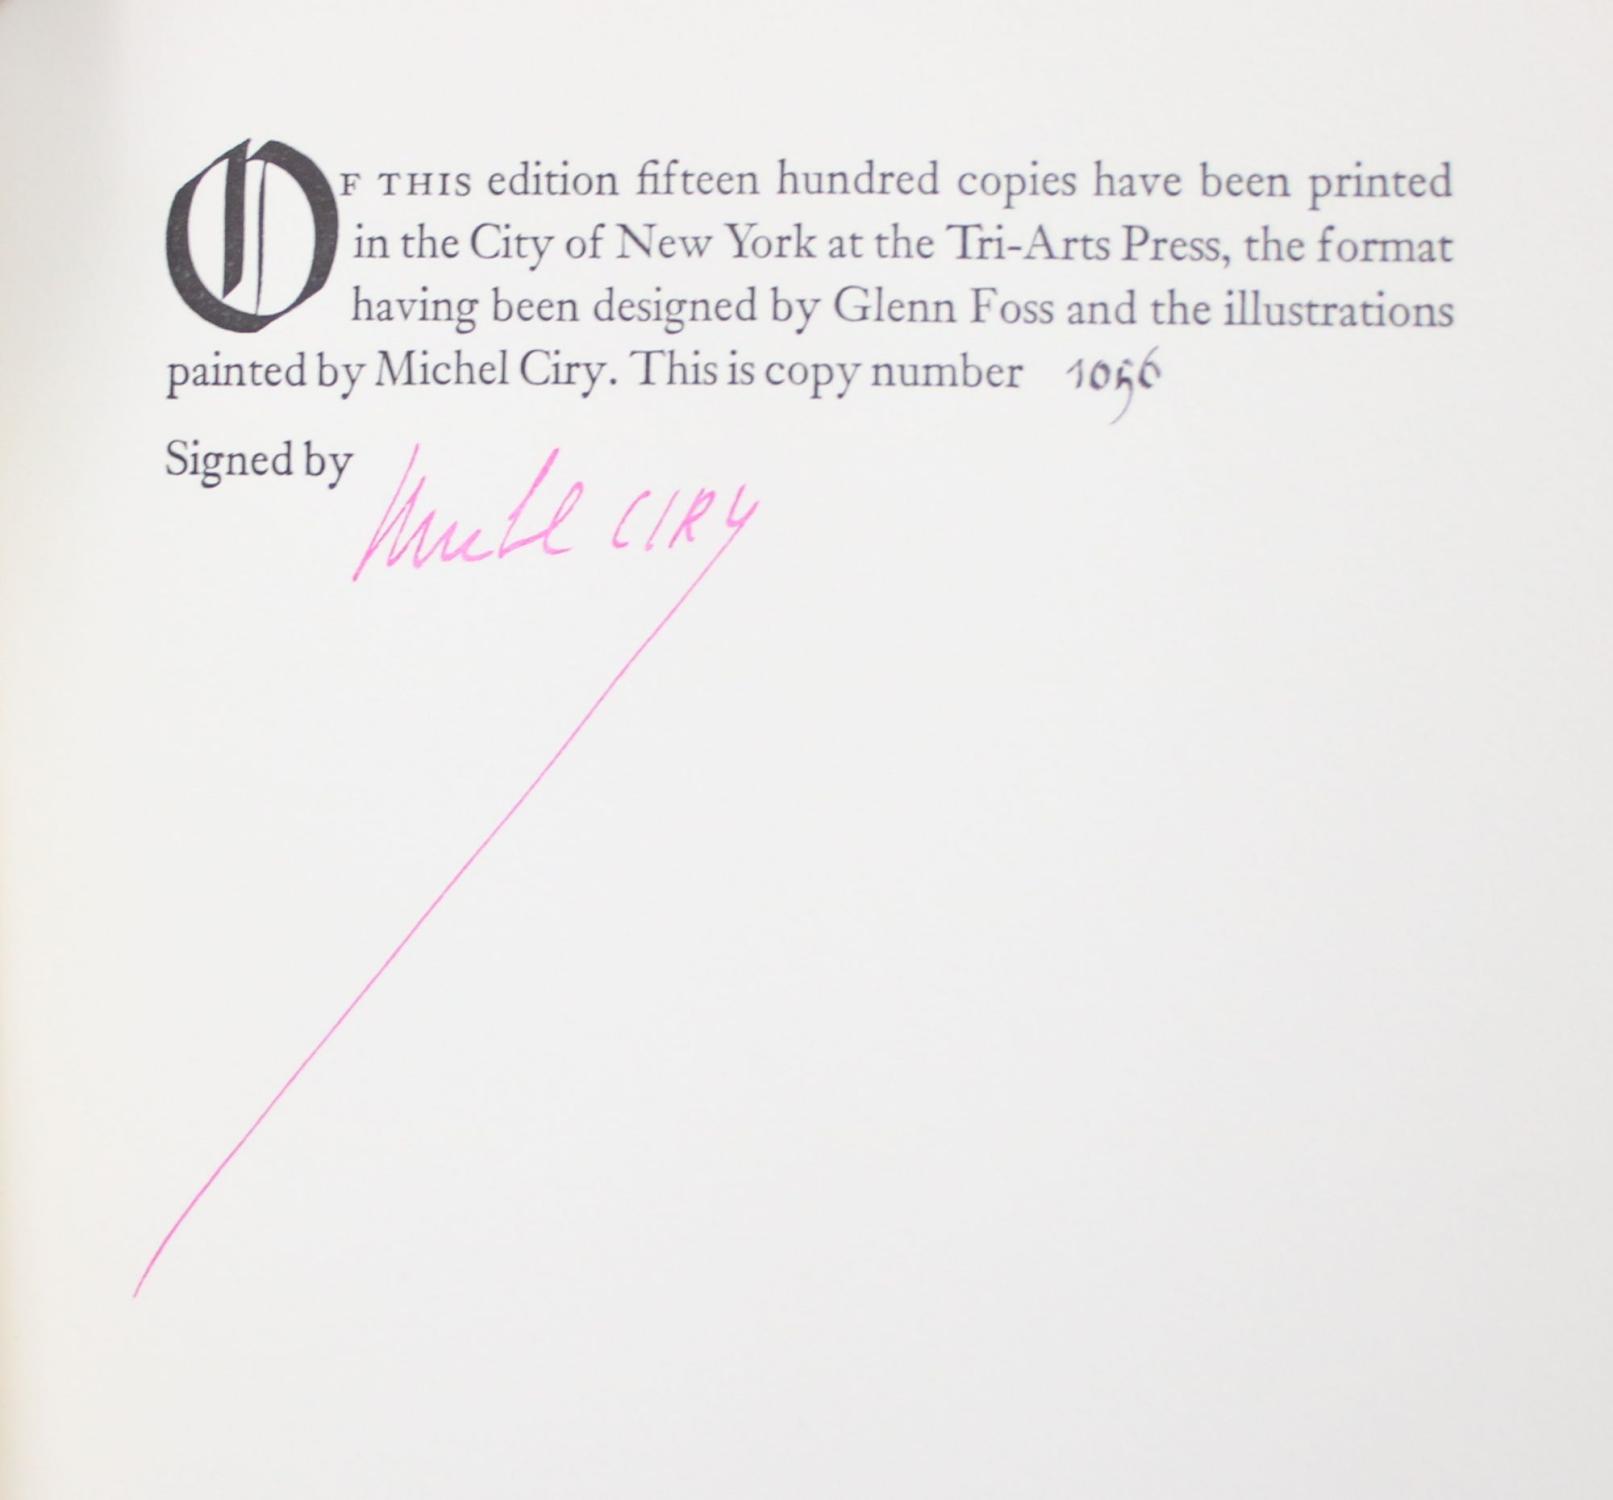 OF THIS edition fifteen hundred copies have been printed
in the City of New York at the Tri-Arts Press, the format
having been designed by Glenn Foss and the illustrations
painted by Michel Ciry. This is copy number 1056
Signed by
Michel CIRY